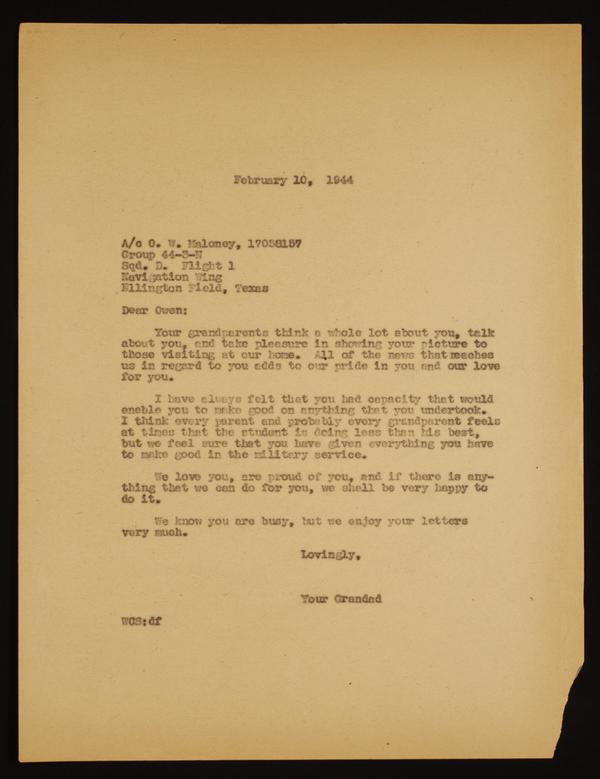 February 10, 1944
A/c O. W. Maloney, 17058157
Group 44-3-N
Sqd. D. Flight 1
Navigation Wing
Ellington Field, Texas
Dear Owen:
Your grandparents think a whole lot about you, talk
about you, and take pleasure in showing your picture to
those visiting at our home. All of the news that reaches
us in regard to you adds to our pride in you and our love
for you.
I have always felt that you had capacity that would
enable you to make good on anything that you undertook.
I think every parent and probably every grandparent feels
at times that the student is doing less than his best,
but we feel sure that you have given everything you have
to make good in the military service.
We love you, are proud of you, and if there is any-
thing that we can do for you, we shall be very happy to
do it.
We know you are busy, but we enjoy your letters
very much.
Lovingly,
Your Grandad
WCS:df